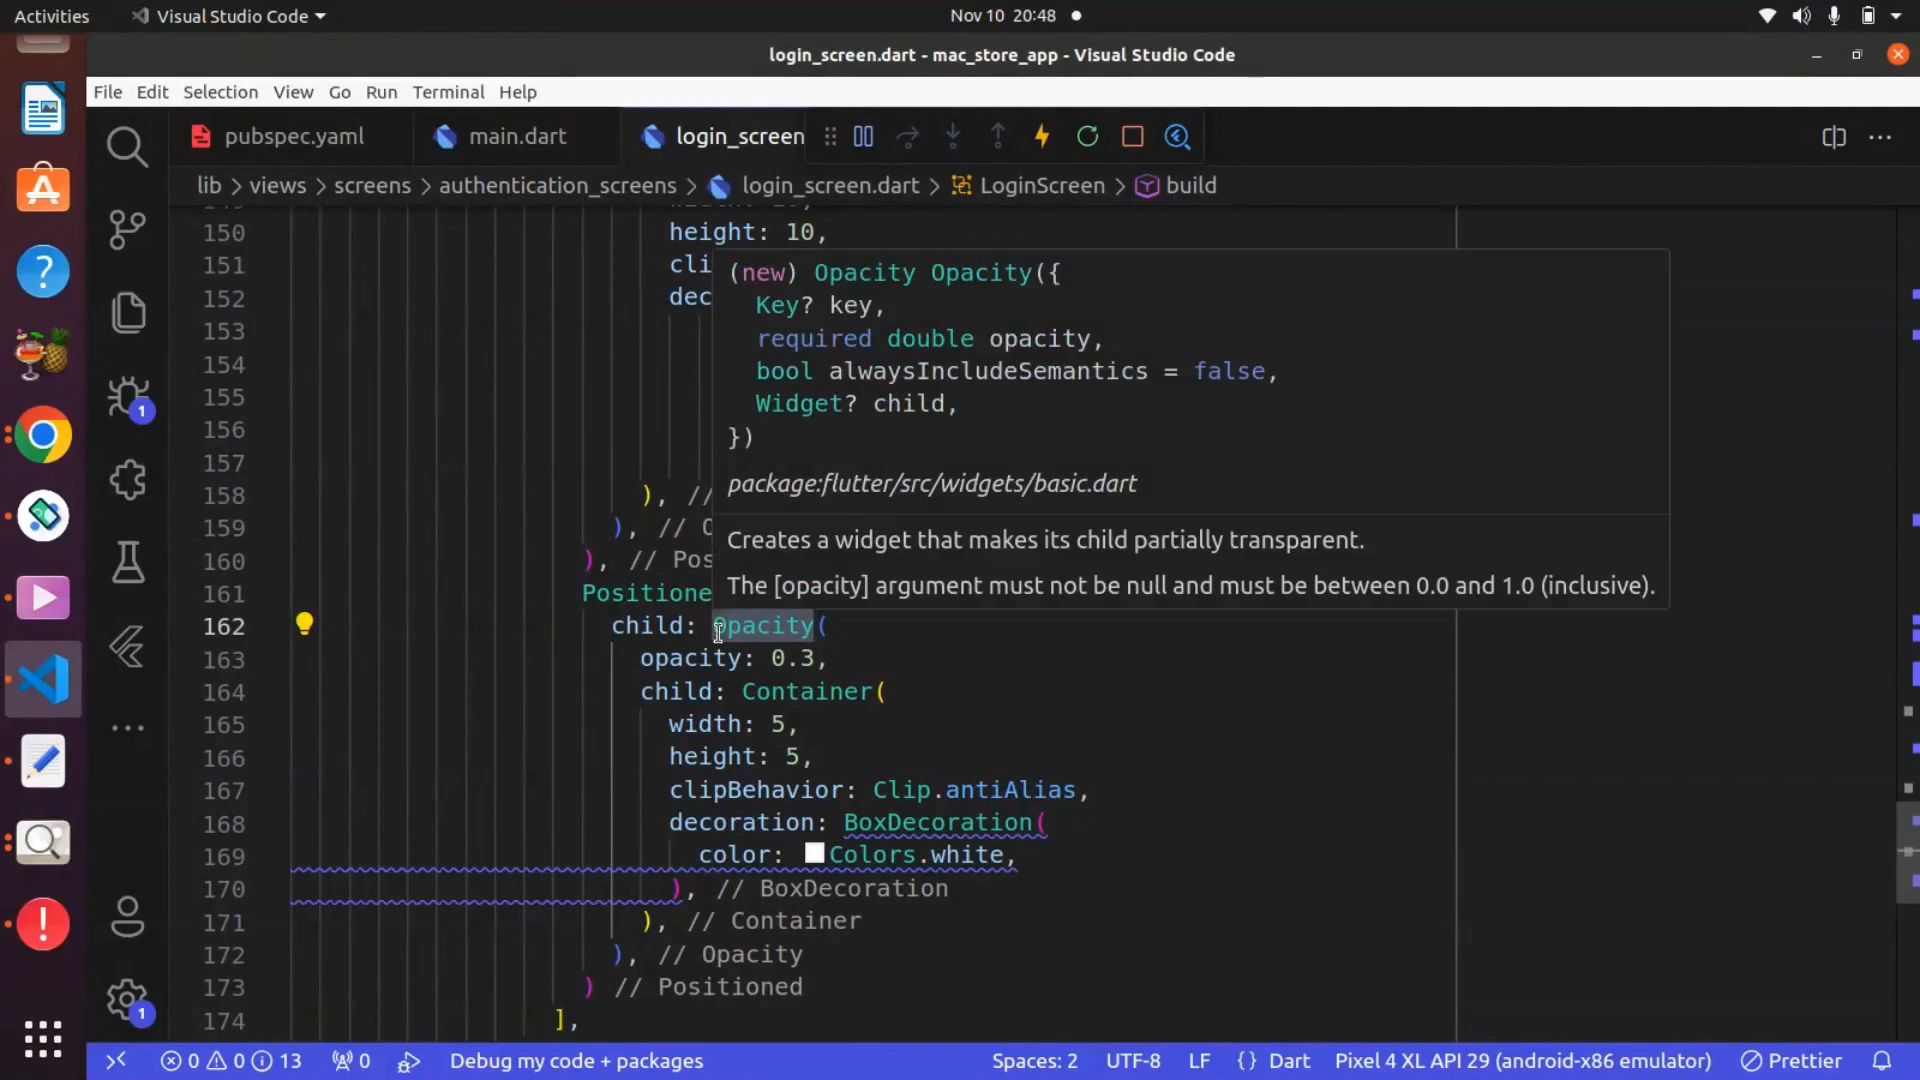 Activities Visual Studio Code Nov 10 20:48
login_screen.dart - mac_store_app - Visual Studio Code
File Edit Selection View Go Run Terminal Help
pubspec.yaml main.dart login_screen
lib > views > screens > authentication_screens > login_screen.dart > LoginScreen > build
150 height: 10,
151 cli
152 dec
153
154
155
156
157
158 ), //
159 ), // O
160 ), // Pos
161 Positione
(new) Opacity Opacity({
Key? key,
required double opacity,
bool alwaysIncludeSemantics = false,
Widget? child,
})
package:flutter/src/widgets/basic.dart
Creates a widget that makes its child partially transparent.
The [opacity] argument must not be null and must be between 0.0 and 1.0 (inclusive).
162 child: Opacity(
163 opacity: 0.3,
164 child: Container(
165 width: 5,
166 height: 5,
167 clipBehavior: Clip.antiAlias,
168 decoration: BoxDecoration(
169 color: Colors.white,
170 ), // BoxDecoration
171 ), // Container
172 ), // Opacity
173 ) // Positioned
174 ],
1
1
0 0 13 0 Debug my code + packages Spaces: 2 UTF-8 LF {} Dart Pixel 4 XL API 29 (android-x86 emulator) Prettier